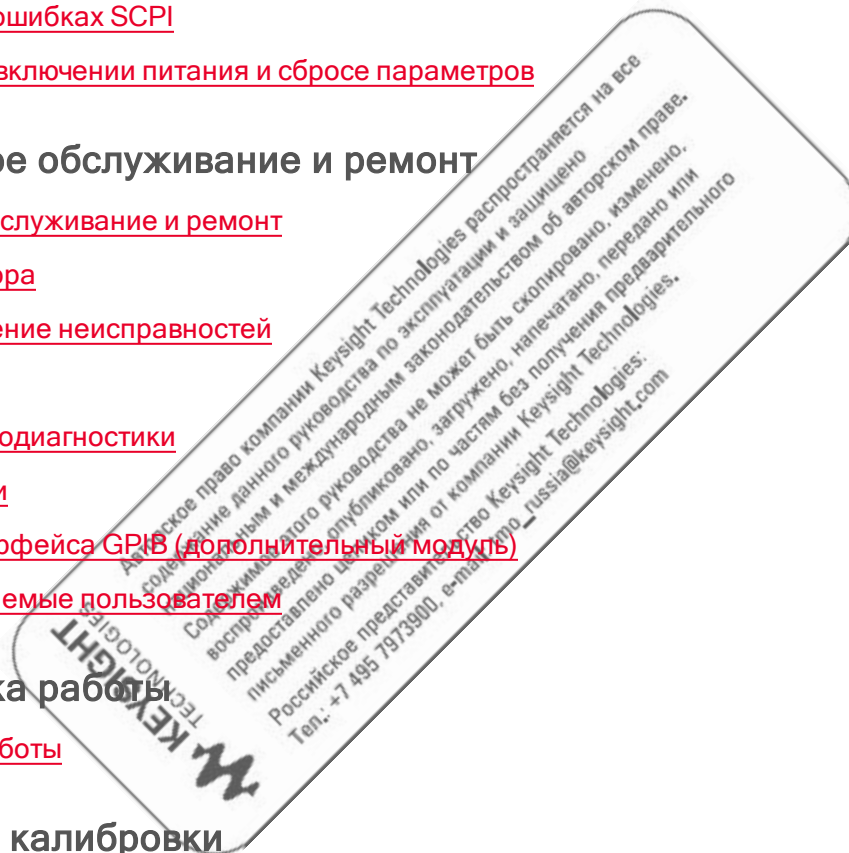 ошибках SCPI
включении питания и сбросе параметров
ое обслуживание и ремонт
служивание и ремонт
ора
ение неисправностей
одиагностики
и
рфейса GPIB (дополнительный модуль)
емые пользователем
ка работы
боты
калибровки
KEYSIGHT
TECHNOLOGIES
Авторское право компании Keysight Technologies распространяется на все
содержание данного руководства по эксплуатации и защищено
национальным и международным законодательством об авторском праве.
Содержимое этого руководства не может быть скопировано, изменено,
воспроизведено, опубликовано, загружено, напечатано, передано или
предоставлено целиком или по частям без получения предварительного
письменного разрешения от компании Keysight Technologies.
Российское представительство Keysight Technologies:
Тел.: +7 495 7973900, e-mail: tmo_russia@keysight.com